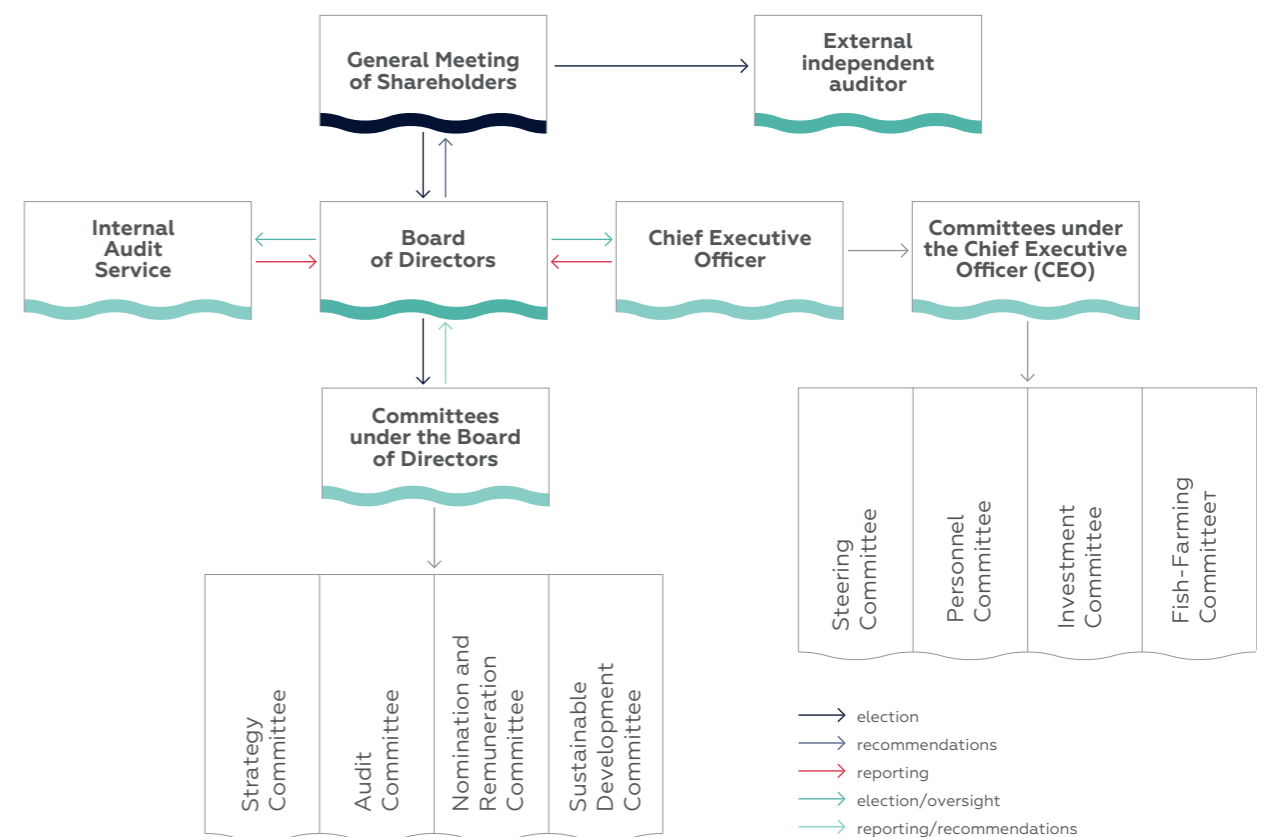 General Meeting
of Shareholders
External
independent
auditor
Internal
Audit
Service
Board
of Directors
Chief Executive
Officer
Committees under
the Chief Executive
Officer (CEO)
Committees
under the Board
of Directors
Steering
Committee
Personnel
Committee
Investment
Committee
Fish-Farming
Committeeт
Strategy
Committee
Audit
Committee
Nomination and
Remuneration
Committee
Sustainable
Development
Committee
election
recommendations
reporting
election/oversight
reporting/recommendations